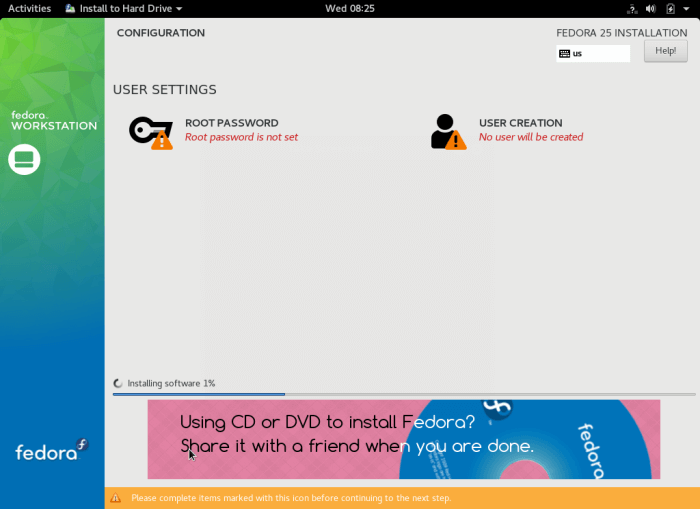 Activities Install to Hard Drive Wed 08:25
CONFIGURATION
FEDORA 25 INSTALLATION
us
Help!
USER SETTINGS
fedora
WORKSTATION
ROOT PASSWORD
Root password is not set
USER CREATION
No user will be created
Installing software 1%
Using CD or DVD to install Fedora?
Share it with a friend when you are done.
fedora
fedora
Please complete items marked with this icon before continuing to the next step.